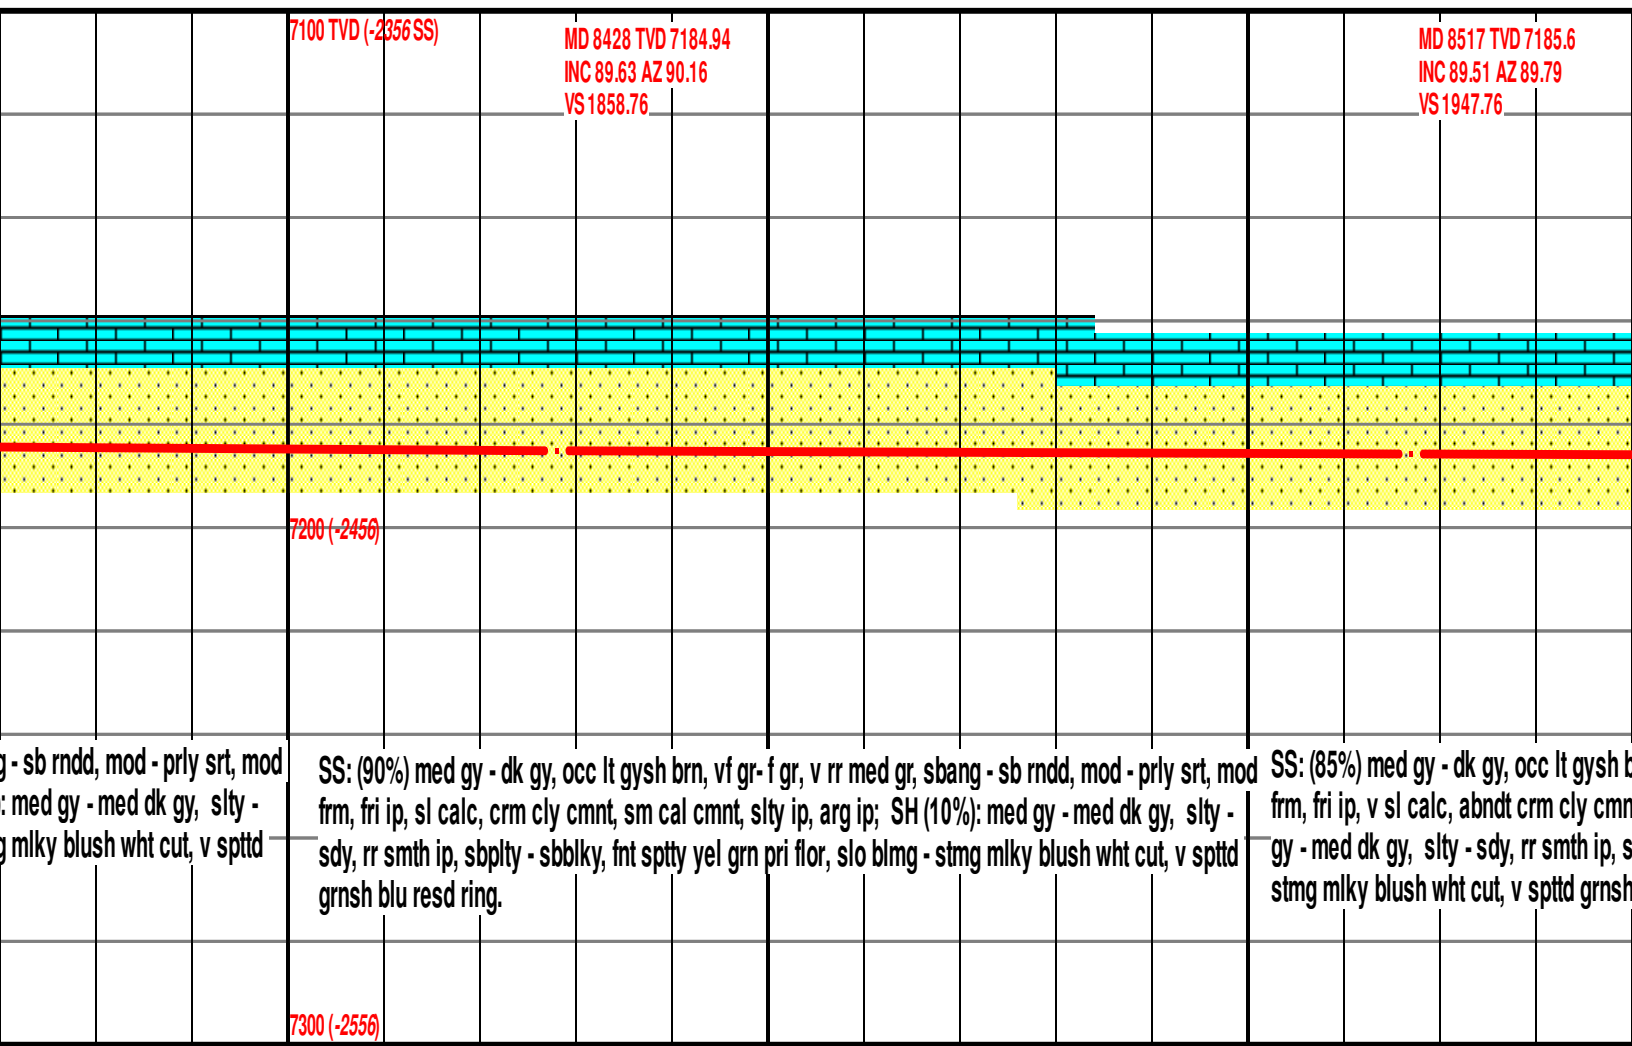 7100 TVD (-2356 SS)
MD 8428 TVD 7184.94
INC 89.63 AZ 90.16
VS 1858.76
MD 8517 TVD 7185.6
INC 89.51 AZ 89.79
VS 1947.76
7200 (-2456)
- sb rndd, mod - prly srt, mod
: med gy - med dk gy, slty -
mlky blush wht cut, v spttd
SS: (90%) med gy - dk gy, occ lt gysh brn, vf gr- f gr, v rr med gr, sbang - sb rndd, mod - prly srt, mod
frm, fri ip, sl calc, crm cly cmnt, sm cal cmnt, slty ip, arg ip; SH (10%): med gy - med dk gy, slty -
sdy, rr smth ip, sbplty - sbblky, fnt sptty yel grn pri flor, slo blmg - stmg mlky blush wht cut, v spttd
grnsh blu resd ring.
SS: (85%) med gy - dk gy, occ lt gysh
frm, fri ip, v sl calc, abndt crm cly cmn
gy - med dk gy, slty - sdy, rr smth ip,
stmg mlky blush wht cut, v spttd grnsh
7300 (-2556)